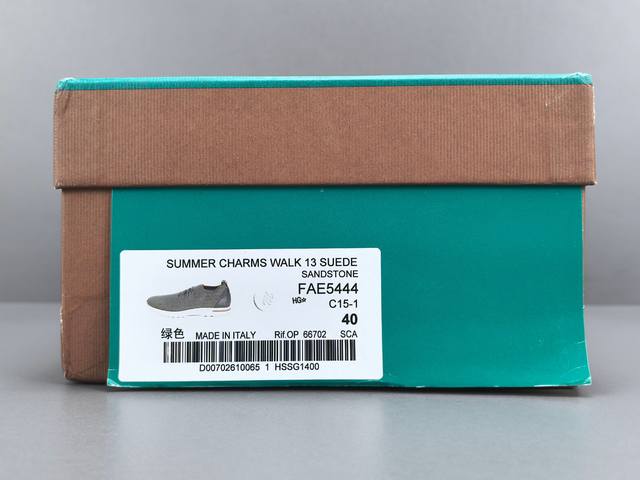 SUMMER CHARMS WALK 13 SUEDE
SANDSTONE
FAE5444
HG☆ C15-1
40
绿色 MADE IN ITALY Rif.OP 66702 SCA
D00702610065 1 HSSG1400